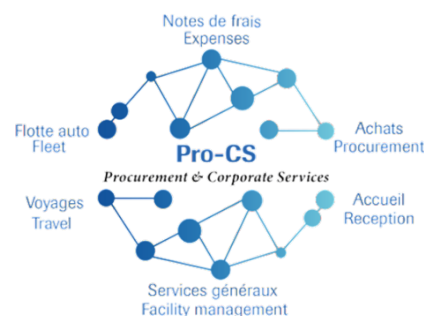 Notes de frais
Expenses
Flotte auto
Fleet
Achats
Procurement
Pro-CS
Procurement & Corporate Services
Voyages
Travel
Accueil
Reception
Services généraux
Facility management